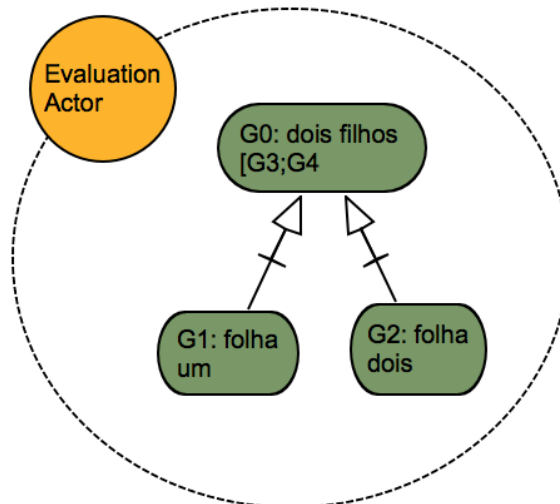 Evaluation
Actor
G0: dois filhos
[G3;G4
G1: folha
um
G2: folha
dois